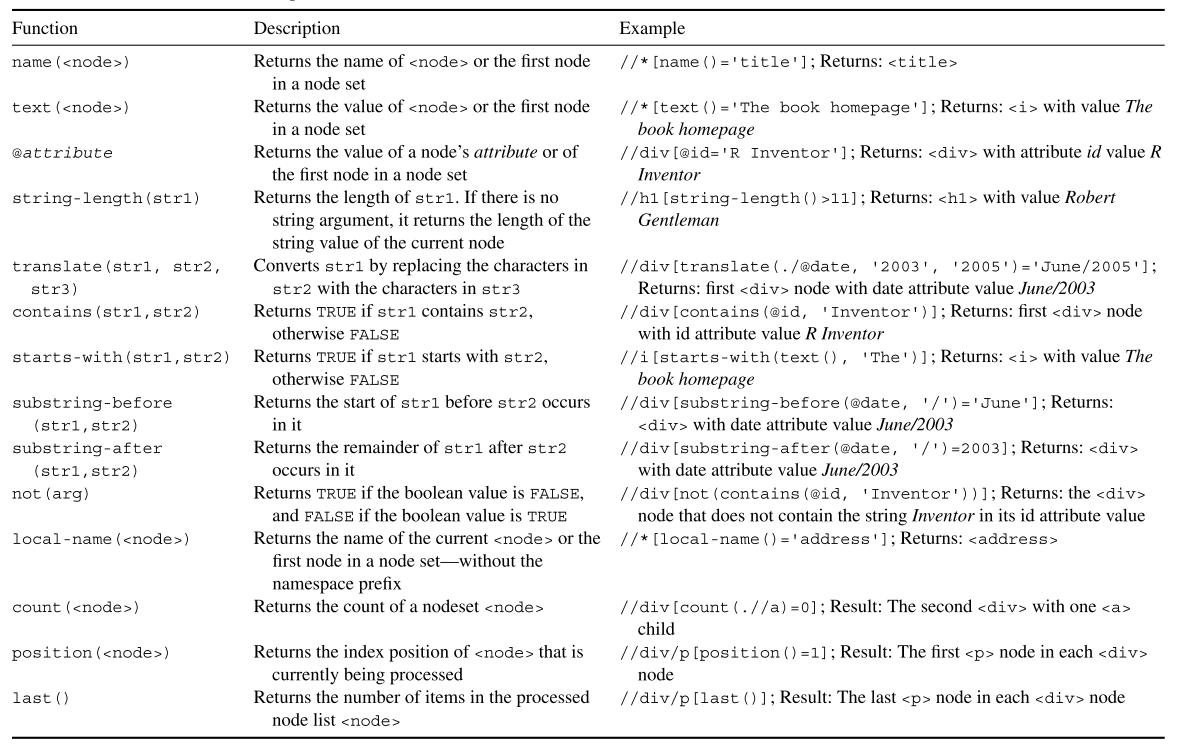 Function Description Example
name(<node>) Returns the name of <node> or the first node //*[name()='title']; Returns: <title>
in a node set
text(<node>) Returns the value of <node> or the first node //*[text()='The book homepage']; Returns: <i> with value The
in a node set book homepage
@attribute Returns the value of a node's attribute or of //div[@id='R Inventor']; Returns: <div> with attribute id value R
the first node in a node set Inventor
string-length(str1) Returns the length of str1. If there is no //h1[string-length()>11]; Returns: <h1> with value Robert
string argument, it returns the length of the Gentleman
string value of the current node
translate(str1, str2, Converts str1 by replacing the characters in //div[translate(./@date, '2003', '2005')='June/2005'];
str3) str2 with the characters in str3 Returns: first <div> node with date attribute value June/2003
contains(str1,str2) Returns TRUE if str1 contains str2, //div[contains(@id, 'Inventor')]; Returns: first <div> node
otherwise FALSE with id attribute value R Inventor
starts-with(str1,str2) Returns TRUE if str1 starts with str2, //i[starts-with(text(), 'The')]; Returns: <i> with value The
otherwise FALSE book homepage
substring-before Returns the start of str1 before str2 occurs //div[substring-before(@date, '/')='June']; Returns:
(str1,str2) in it <div> with date attribute value June/2003
substring-after Returns the remainder of str1 after str2 //div[substring-after(@date, '/')=2003]; Returns: <div>
(str1,str2) occurs in it with date attribute value June/2003
not(arg) Returns TRUE if the boolean value is FALSE, //div[not(contains(@id, 'Inventor'))]; Returns: the <div>
and FALSE if the boolean value is TRUE node that does not contain the string Inventor in its id attribute value
local-name(<node>) Returns the name of the current <node> or the //*[local-name()='address']; Returns: <address>
first node in a node set—without the
namespace prefix
count(<node>) Returns the count of a nodeset <node> //div[count(.//a)=0]; Result: The second <div> with one <a>
child
position(<node>) Returns the index position of <node> that is //div/p[position()=1]; Result: The first <p> node in each <div>
currently being processed node
last() Returns the number of items in the processed //div/p[last()]; Result: The last <p> node in each <div> node
node list <node>